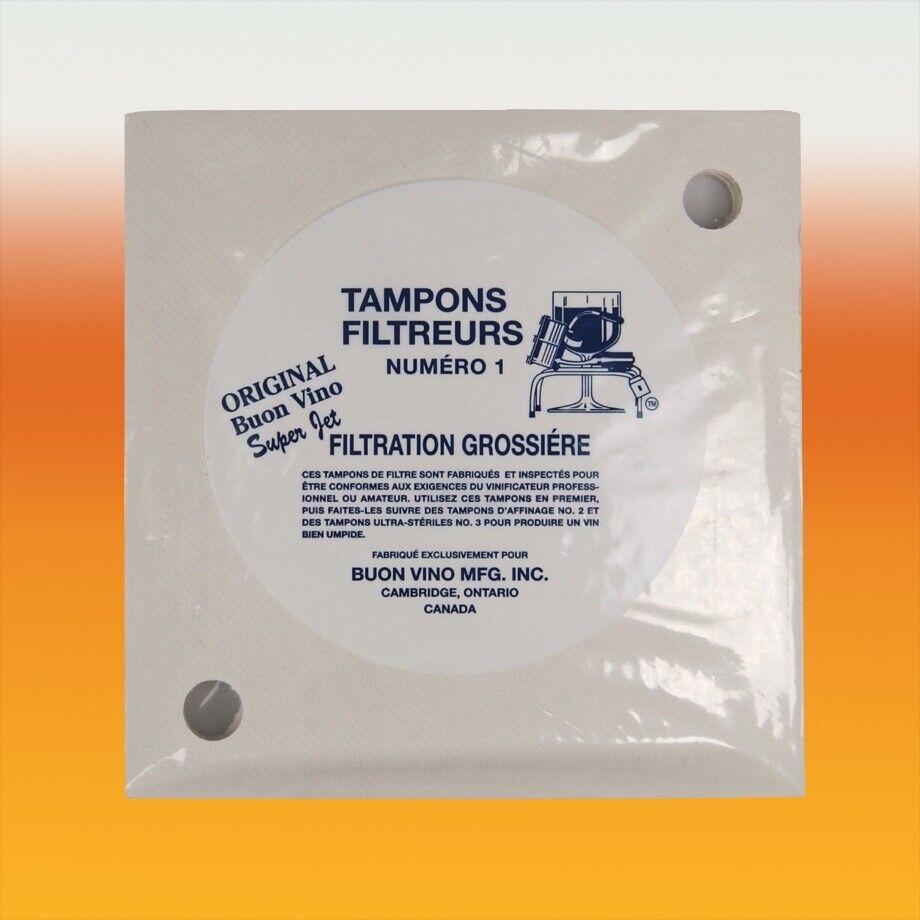 TAMPONS
FILTREURS
NUMÉRO 1
TM
ORIGINAL
Buon Vino
Super Jet
FILTRATION GROSSIÉRE
CES TAMPONS DE FILTRE SONT FABRIQUÉS ET INSPECTÉS POUR
ÊTRE CONFORMES AUX EXIGENCES DU VINIFICATEUR PROFESS-
IONNEL OU AMATEUR. UTILISEZ CES TAMPONS EN PREMIER,
PUIS FAITES-LES SUIVRE DES TAMPONS D'AFFINAGE NO. 2 ET
DES TAMPONS ULTRA-STÉRILES NO. 3 POUR PRODUIRE UN VIN
BIEN UMPIDE.
FABRIQUÉ EXCLUSIVEMENT POUR
BUON VINO MFG. INC.
CAMBRIDGE, ONTARIO
CANADA